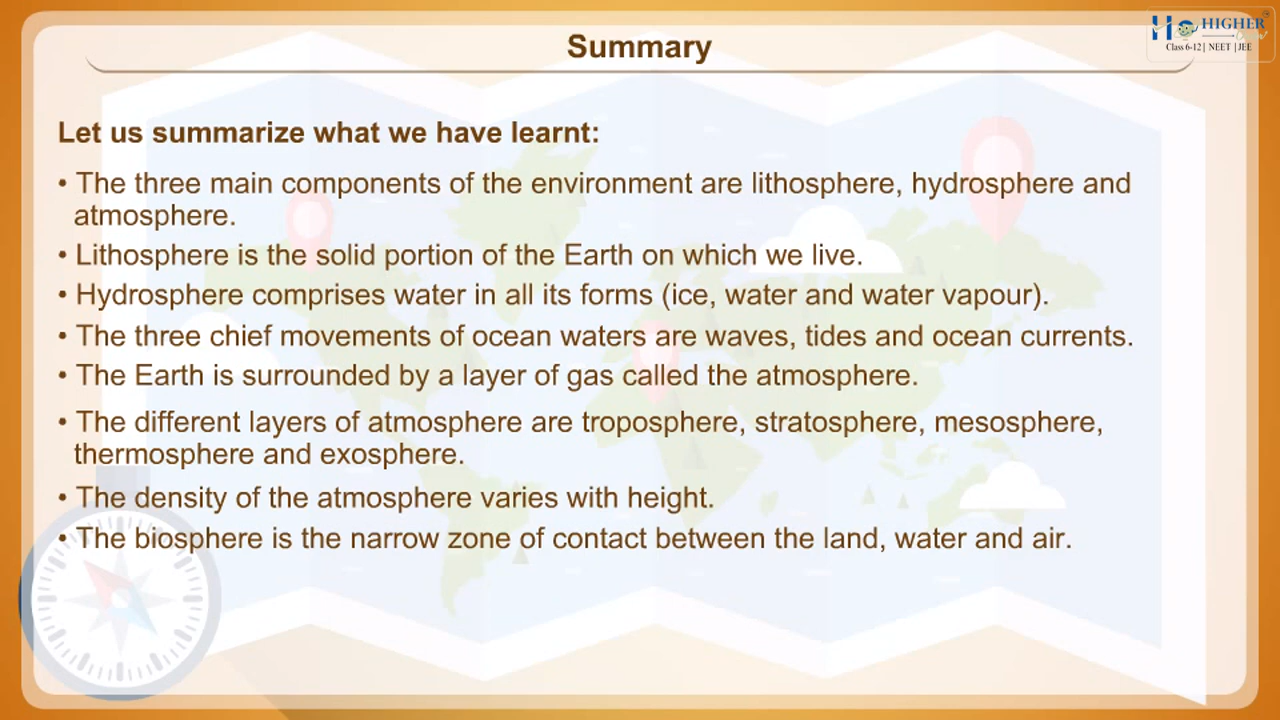 Summary
HIGHER
Class 6-12 | NEET | JEE
Let us summarize what we have learnt:
• The three main components of the environment are lithosphere, hydrosphere and
atmosphere.
• Lithosphere is the solid portion of the Earth on which we live.
• Hydrosphere comprises water in all its forms (ice, water and water vapour).
• The three chief movements of ocean waters are waves, tides and ocean currents.
• The Earth is surrounded by a layer of gas called the atmosphere.
• The different layers of atmosphere are troposphere, stratosphere, mesosphere,
thermosphere and exosphere.
• The density of the atmosphere varies with height.
• The biosphere is the narrow zone of contact between the land, water and air.